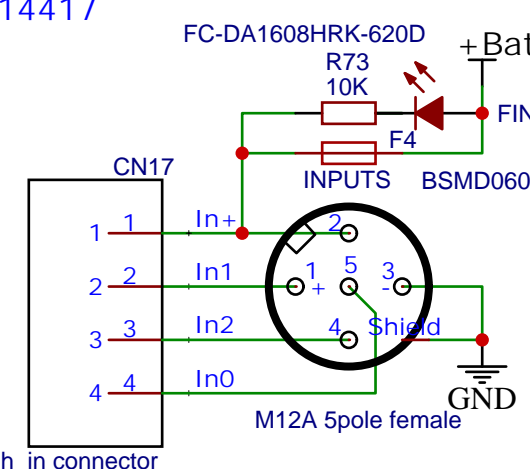 14417
FC-DA1608HRK-620D
+Bat
R73
10K
FIN
F4
INPUTS
BSMD060
CN17
1 1 In+ 2
2 2 In1 1 + 5 3 -
3 3 In2 4 Shield
4 4 In0
GND
M12A 5pole female
h in connector